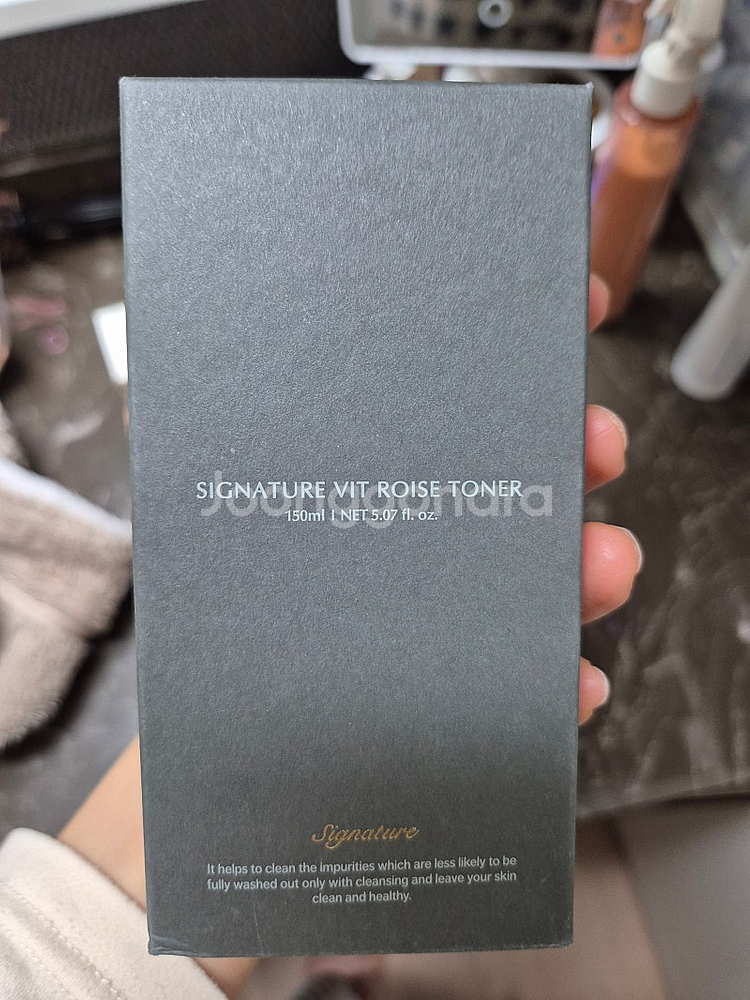 SIGNATURE VIT ROISE TONER
Joonggonara
150ml | NET 5.07 fl. oz.
Signature
It helps to clean the impurities which are less likely to be
fully washed out only with cleansing and leave your skin
clean and healthy.